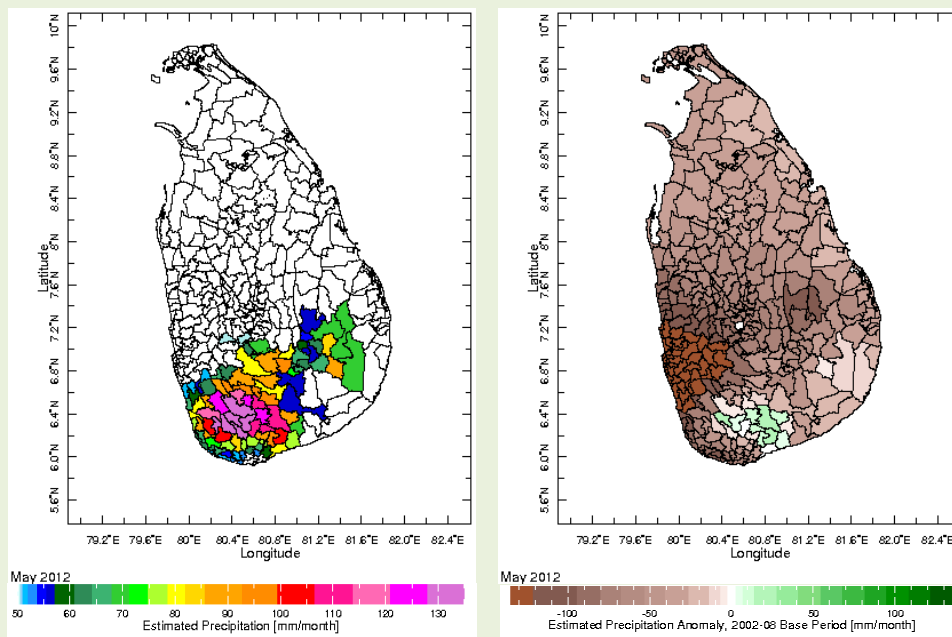 10°N
9.6°N
9.2°N
8.8°N
8.4°N
8°N
7.6°N
7.2°N
6.8°N
6.4°N
6.0°N
5.6°N
Latitude
79.2°E 79.6°E 80°E 80.4°E 80.8°E 81.2°E 81.6°E 82.0°E 82.4°E
Longitude
May 2012
50 60 70 80 90 100 110 120 130
Estimated Precipitation [mm/month]
10°N
9.6°N
9.2°N
8.8°N
8.4°N
8°N
7.6°N
7.2°N
6.8°N
6.4°N
6.0°N
5.6°N
Latitude
79.2°E 79.6°E 80°E 80.4°E 80.8°E 81.2°E 81.6°E 82.0°E 82.4°E
Longitude
May 2012
-100 -50 0 50 100
Estimated Precipitation Anomaly, 2002-08 Base Period [mm/month]